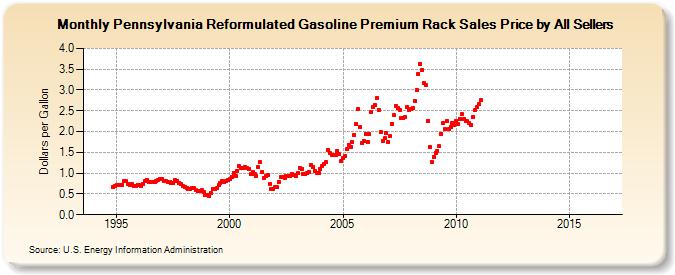 Monthly Pennsylvania Reformulated Gasoline Premium Rack Sales Price by All Sellers
Dollars per Gallon
4.0
3.5
3.0
2.5
2.0
1.5
1.0
0.5
0.0
1995 2000 2005 2010 2015
Source: U.S. Energy Information Administration